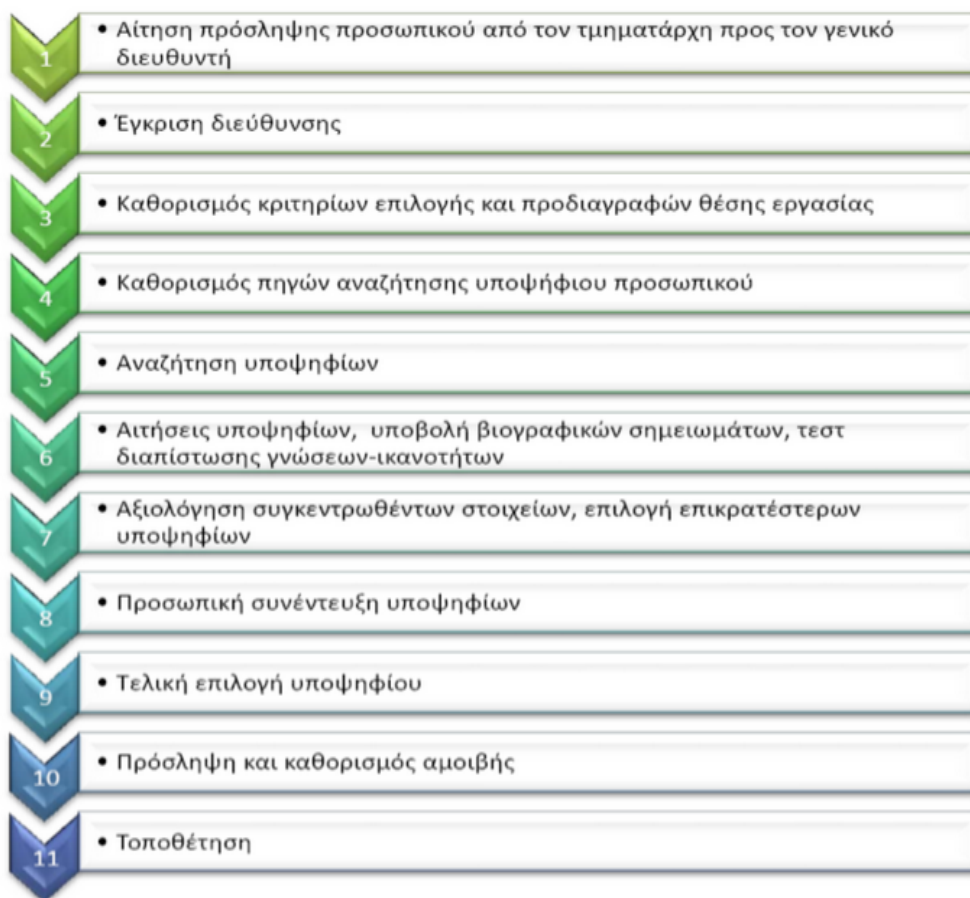 1
• Αίτηση πρόσληψης προσωπικού από τον τμηματάρχη προς τον γενικό
διευθυντή
2
• Έγκριση διεύθυνσης
3
• Καθορισμός κριτηρίων επιλογής και προδιαγραφών θέσης εργασίας
4
• Καθορισμός πηγών αναζήτησης υποψήφιου προσωπικού
5
• Αναζήτηση υποψηφίων
6
• Αιτήσεις υποψηφίων, υποβολή βιογραφικών σημειωμάτων, τεστ
διαπίστωσης γνώσεων-ικανοτήτων
7
• Αξιολόγηση συγκεντρωθέντων στοιχείων, επιλογή επικρατέστερων
υποψηφίων
8
• Προσωπική συνέντευξη υποψηφίων
9
• Τελική επιλογή υποψηφίου
10
• Πρόσληψη και καθορισμός αμοιβής
11
• Τοποθέτηση